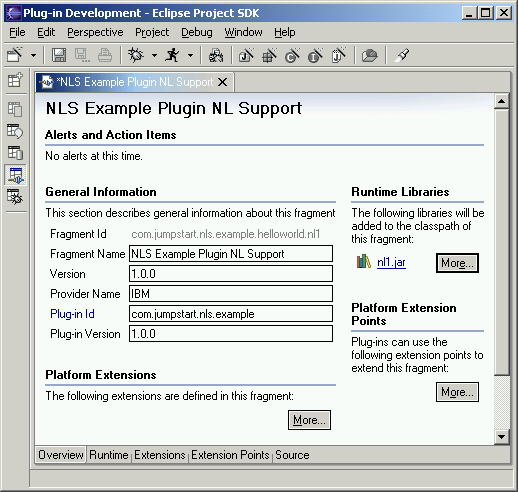 Plug-in Development - Eclipse Project SDK
File Edit Perspective Project Debug Window Help
*NLS Example Plugin NL Support
NLS Example Plugin NL Support
Alerts and Action Items
No alerts at this time.
General Information
This section describes general information about this fragment
Fragment Id com.jumpstart.nls.example.helloworld.nl1
Fragment Name NLS Example Plugin NL Support
Version 1.0.0
Provider Name IBM
Plug-in Id com.jumpstart.nls.example
Plug-in Version 1.0.0
Platform Extensions
The following extensions are defined in this fragment:
More...
Runtime Libraries
The following libraries will be
added to the classpath of
this fragment:
nl1.jar More...
Platform Extension
Points
Plug-ins can use the
following extension points to
extend this fragment:
More...
Overview Runtime Extensions Extension Points Source